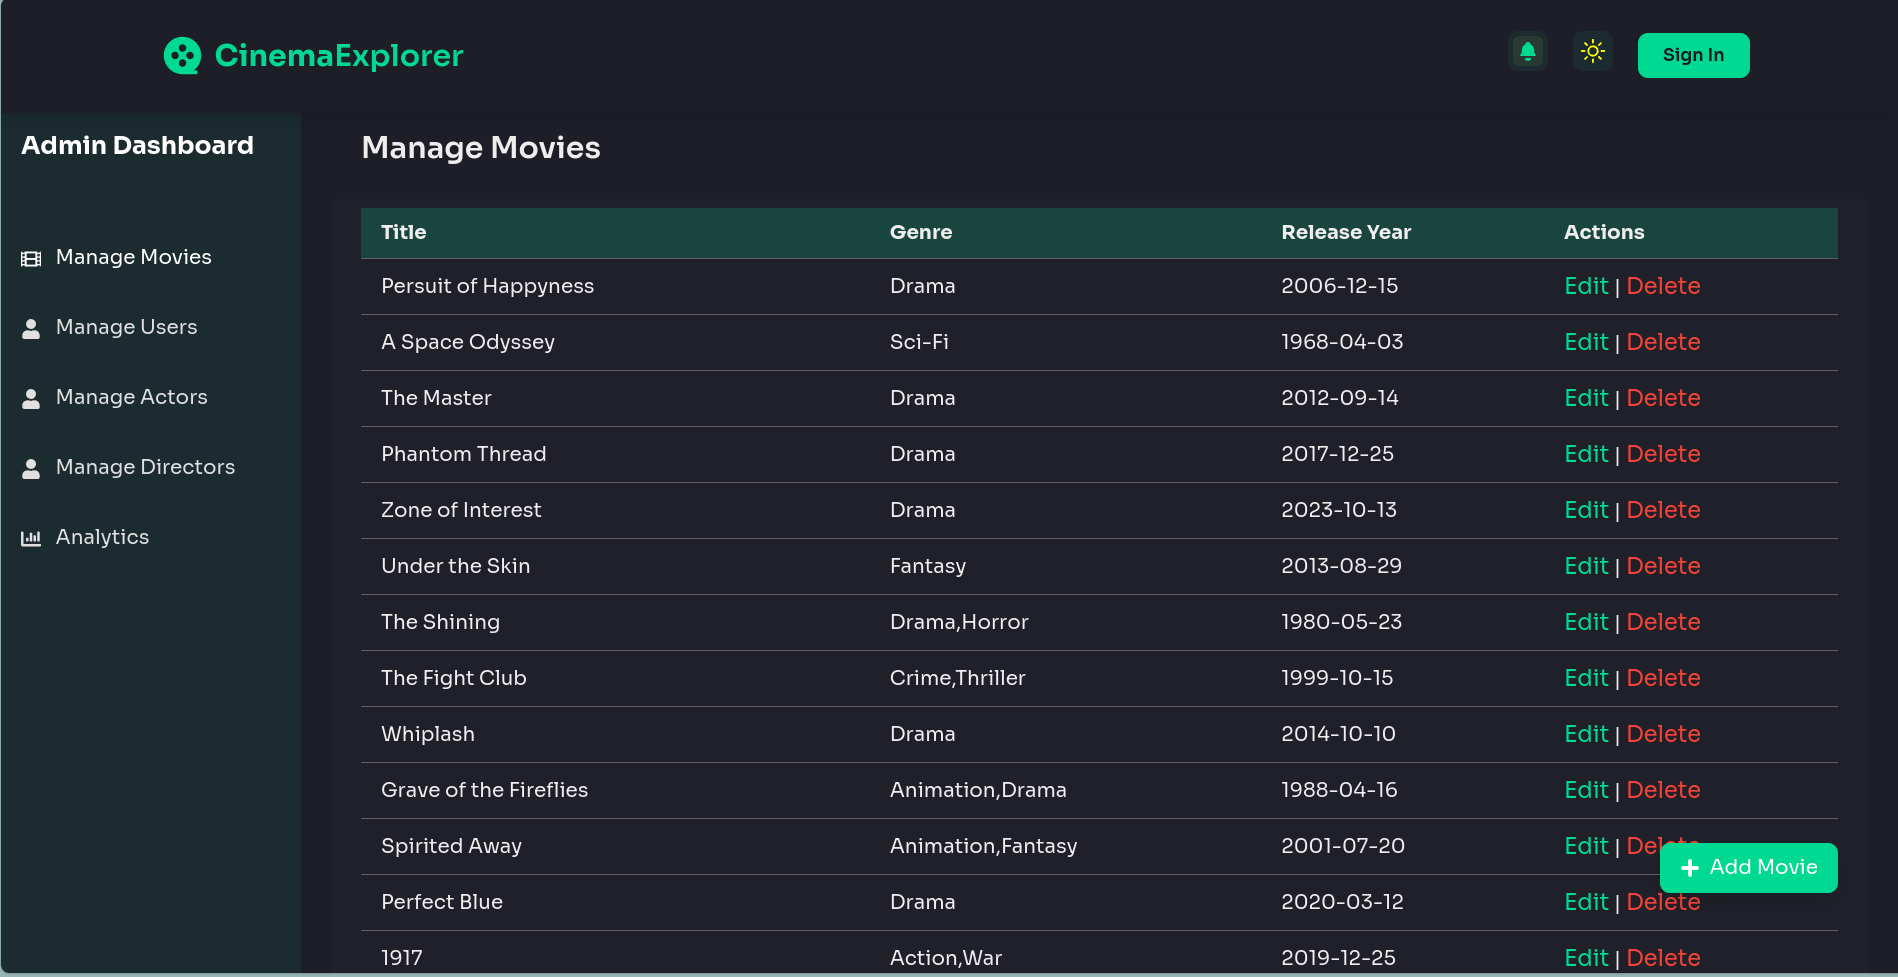 CinemaExplorer
Sign In
Admin Dashboard
Manage Movies
Manage Users
Manage Actors
Manage Directors
Analytics
Manage Movies
Title Genre Release Year Actions
Persuit of Happyness Drama 2006-12-15 Edit | Delete
A Space Odyssey Sci-Fi 1968-04-03 Edit | Delete
The Master Drama 2012-09-14 Edit | Delete
Phantom Thread Drama 2017-12-25 Edit | Delete
Zone of Interest Drama 2023-10-13 Edit | Delete
Under the Skin Fantasy 2013-08-29 Edit | Delete
The Shining Drama,Horror 1980-05-23 Edit | Delete
The Fight Club Crime,Thriller 1999-10-15 Edit | Delete
Whiplash Drama 2014-10-10 Edit | Delete
Grave of the Fireflies Animation,Drama 1988-04-16 Edit | Delete
Spirited Away Animation,Fantasy 2001-07-20 Edit | Delete
Add Movie
Perfect Blue Drama 2020-03-12 Edit | Delete
1917 Action,War 2019-12-25 Edit | Delete